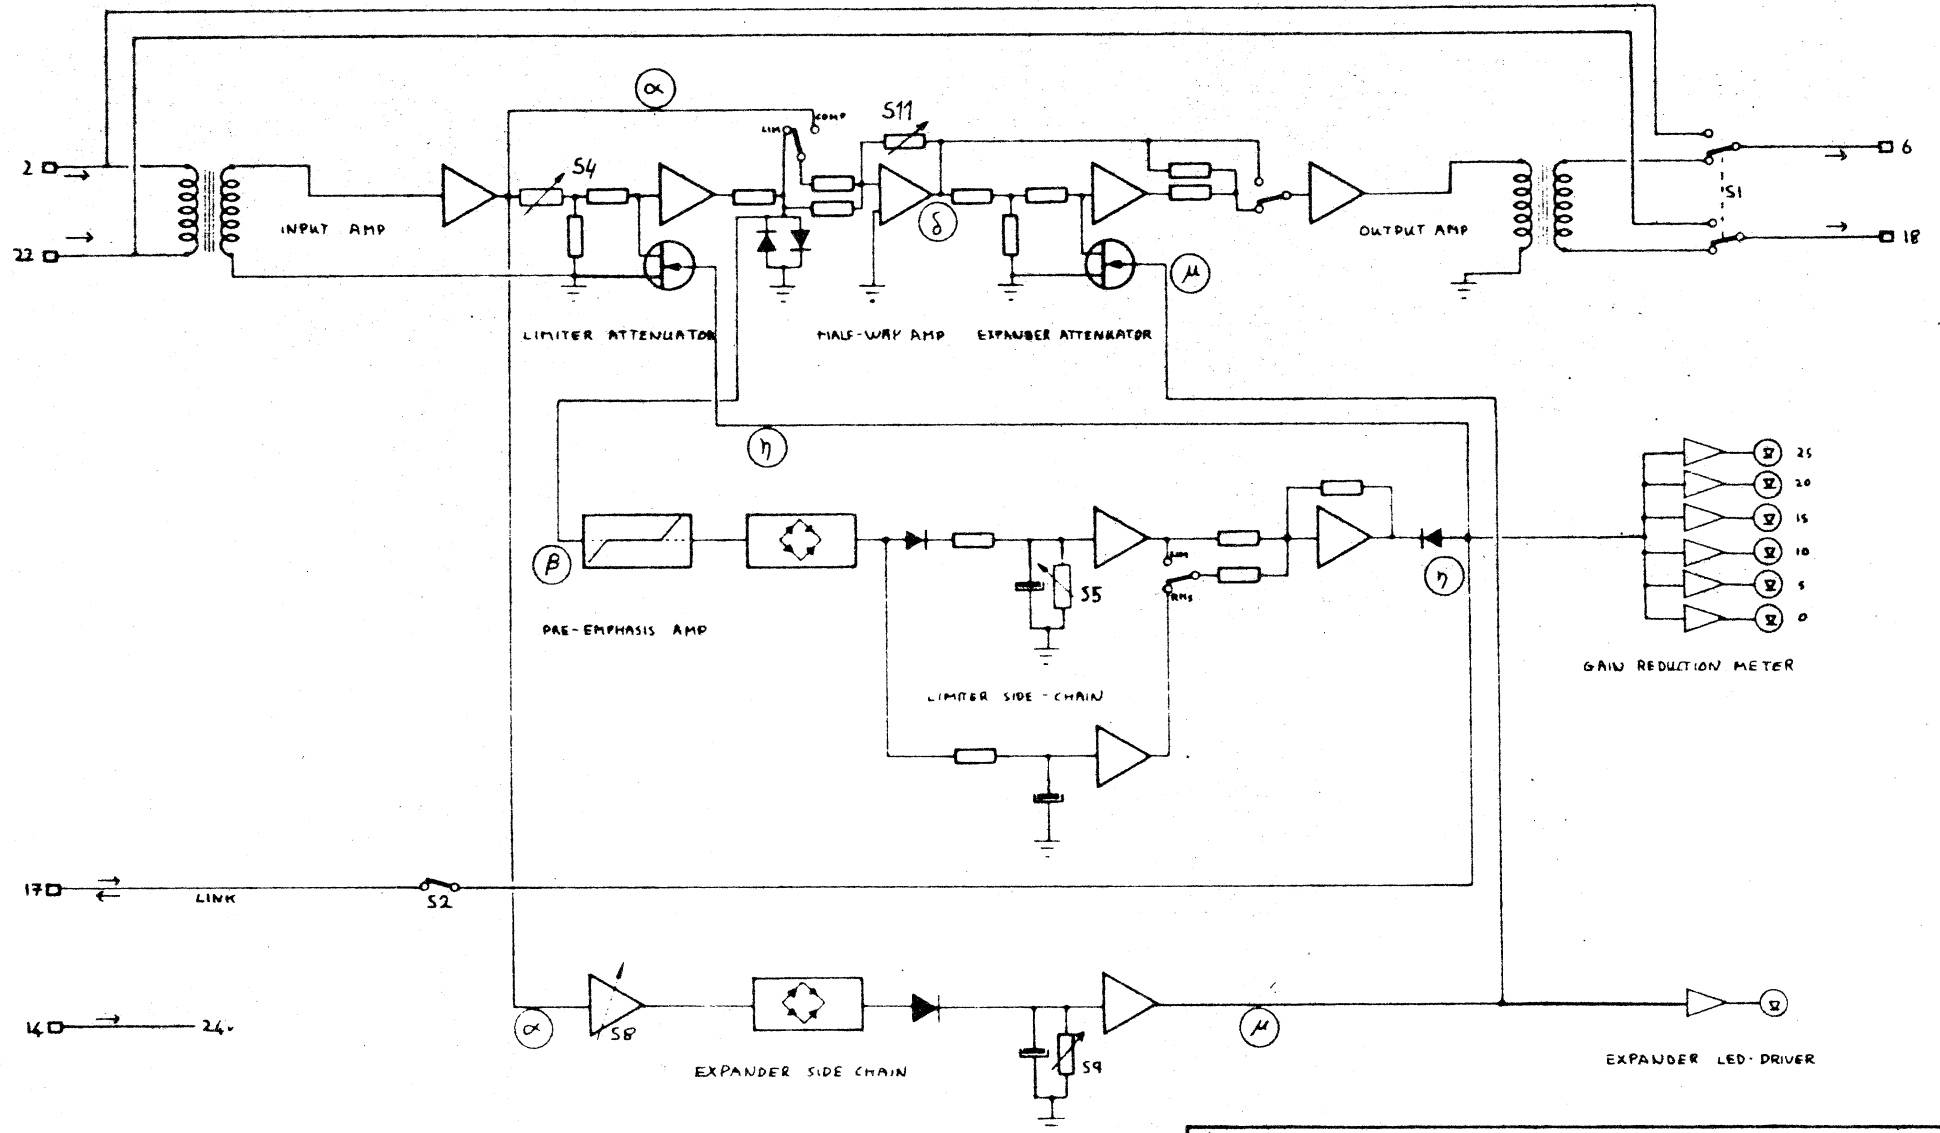 α
S11
LIM
COMP
2
S4
6
S1
INPUT AMP
δ
OUTPUT AMP
22
18
μ
LIMITER ATTENUATOR
HALF-WAY AMP
EXPANDER ATTENUATOR
η
25
20
15
10
5
0
β
LIM
RMS
S5
η
PRE-EMPHASIS AMP
GAIN REDUCTION METER
LIMITER SIDE-CHAIN
17
LINK
S2
14
24v
α
S8
μ
S9
EXPANDER SIDE CHAIN
EXPANDER LED-DRIVER